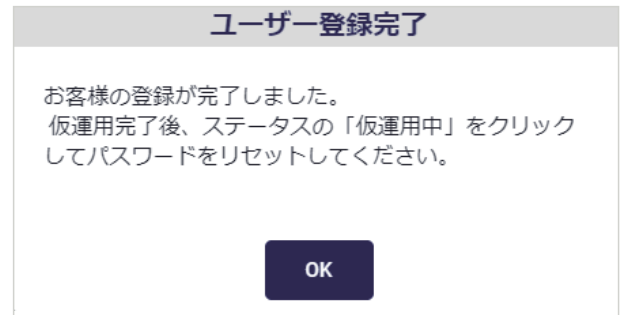 ユーザー登録完了
お客様の登録が完了しました。
仮運用完了後、ステータスの「仮運用中」をクリック
してパスワードをリセットしてください。
OK